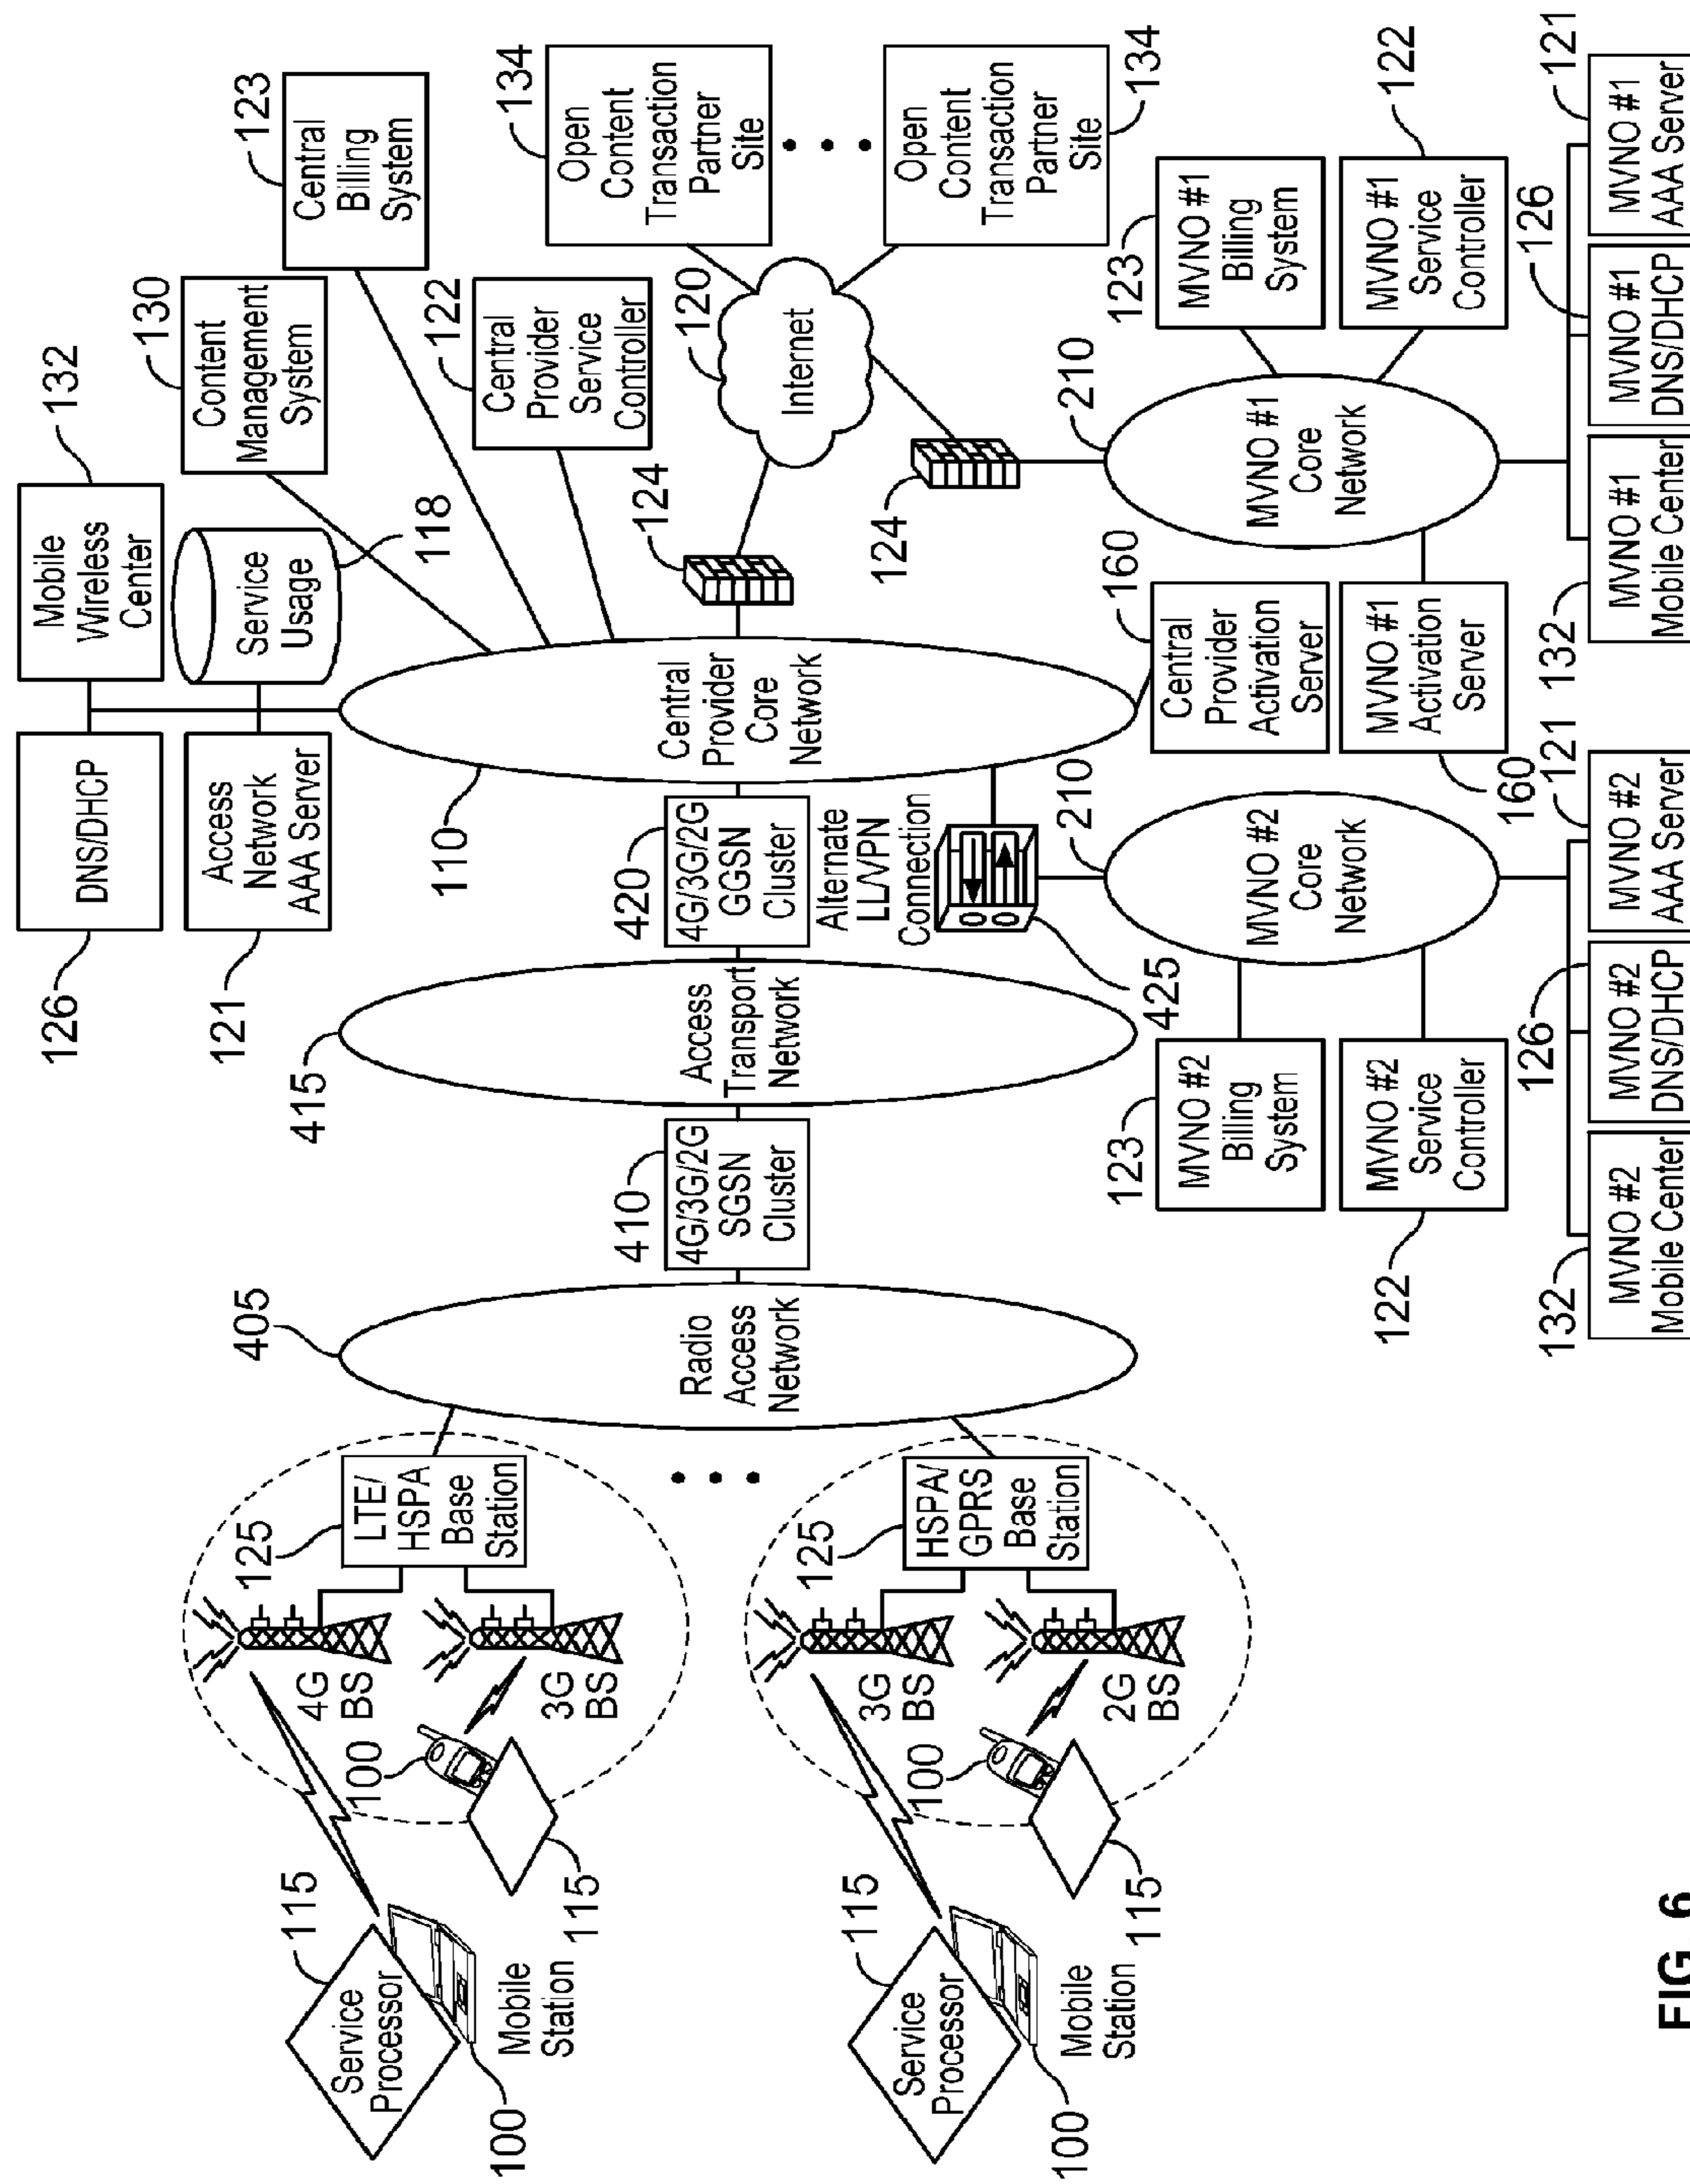 126
DNS/DHCP
Mobile
Wireless
Center
132
121
Access
Network
AAA Server
Service
Usage
118
Content
Management
System
130
Central
Billing
System
123
Central
Provider
Service
Controller
122
110
Central
Provider
Core
Network
124
Internet
120
Open
Content
Transaction
Partner
Site
134
Open
Content
Transaction
Partner
Site
134
415
Access
Transport
Network
420
4G/3G/2G
GGSN
Cluster
410
4G/3G/2G
SGSN
Cluster
405
Radio
Access
Network
125
LTE/
HSPA
Base
Station
4G
BS
3G
BS
100
115
115
Service
Processor
100
Mobile
Station
125
HSPA/
GPRS
Base
Station
3G
BS
2G
BS
100
115
115
Service
Processor
100
Mobile
Station
Alternate
LL/VPN
Connection
425
210
MVNO #2
Core
Network
123
MVNO #2
Billing
System
122
MVNO #2
Service
Controller
132
MVNO #2
Mobile Center
126
MVNO #2
DNS/DHCP
121
MVNO #2
AAA Server
160
Central
Provider
Activation
Server
160
MVNO #1
Activation
Server
124
210
MVNO #1
Core
Network
123
MVNO #1
Billing
System
122
MVNO #1
Service
Controller
132
MVNO #1
Mobile Center
126
MVNO #1
DNS/DHCP
121
MVNO #1
AAA Server
FIG. 6